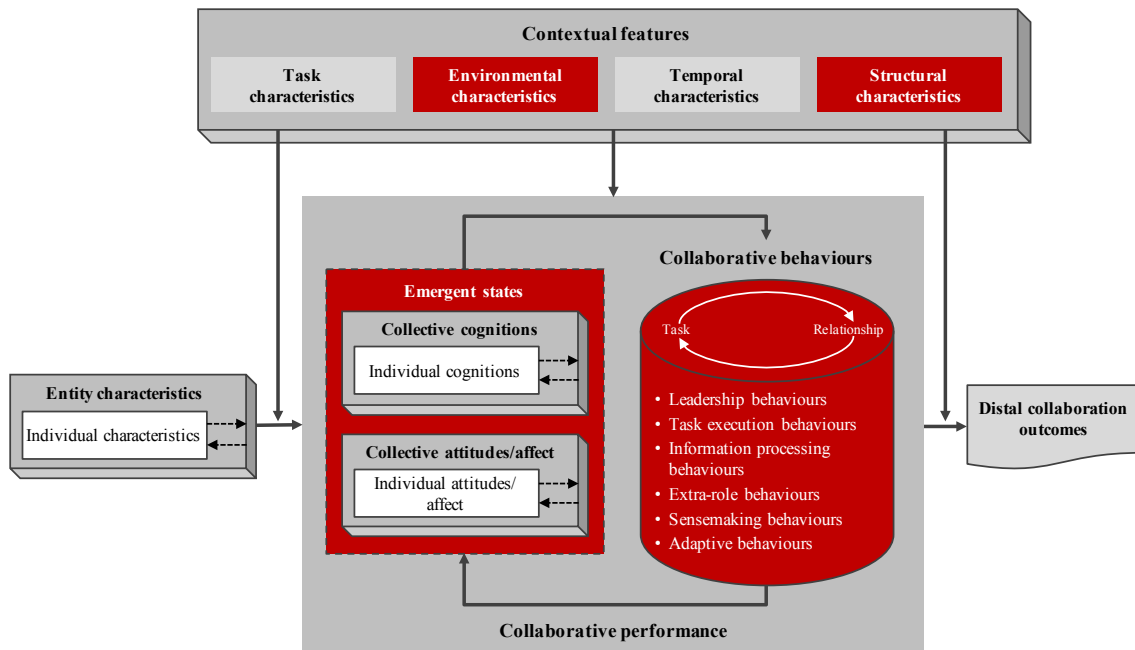 Contextual features
Task
characteristics
Environmental
characteristics
Temporal
characteristics
Structural
characteristics
Collaborative behaviours
Emergent states
Collective cognitions
Individual cognitions
Task
Relationship
Entity characteristics
Individual characteristics
Collective attitudes/affect
Individual attitudes/
affect
• Leadership behaviours
• Task execution behaviours
• Information processing
behaviours
• Extra-role behaviours
• Sensemaking behaviours
• Adaptive behaviours
Distal collaboration
outcomes
Collaborative performance